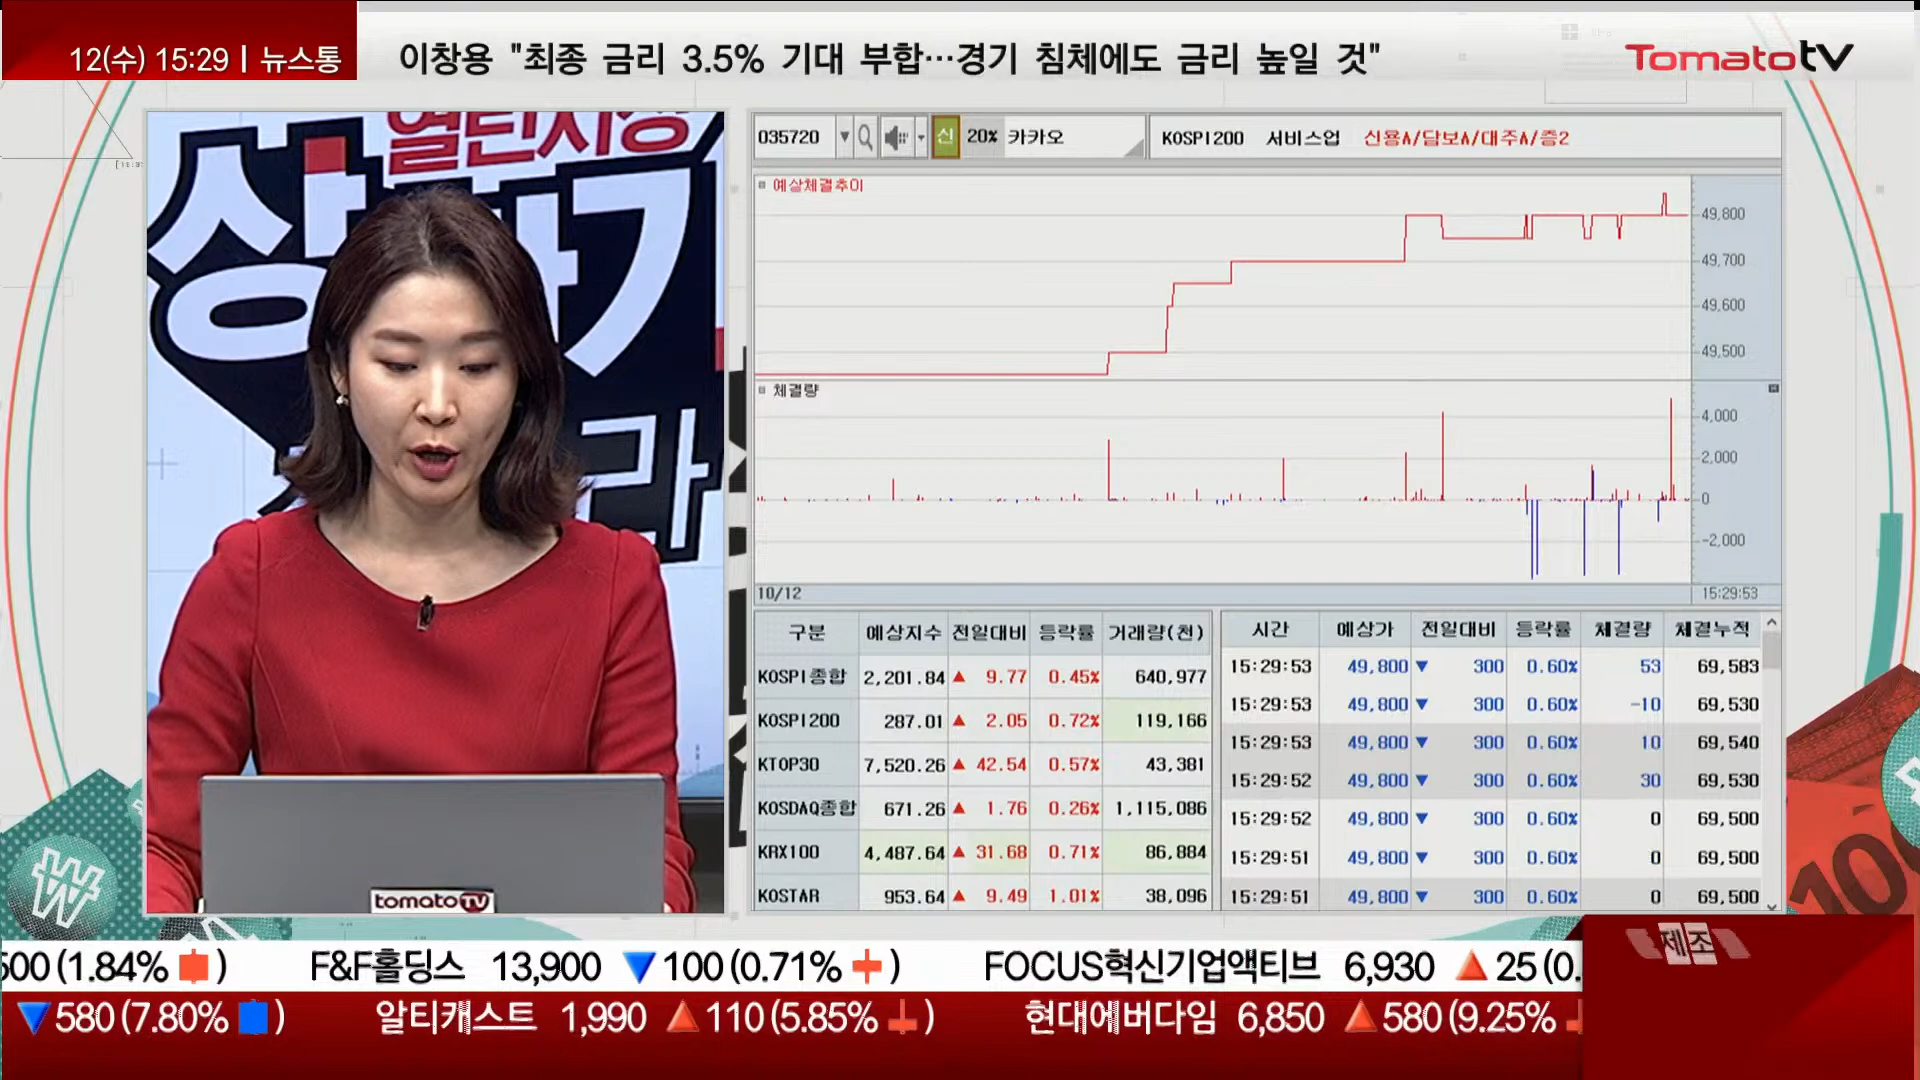 12(수) 15:29 | 뉴스통
이창용 "최종 금리 3.5% 기대 부합…경기 침체에도 금리 높일 것"
Tomatotv
열린시장
상
기
라
tomatoTV
035720 신 20% 카카오 KOSPI200 서비스업 신용A/담보A/대주A/증2
예상체결추이
49,800
49,700
49,600
49,500
체결량
4,000
2,000
0
-2,000
10/12 15:29:53
구분 예상지수 전일대비 등락률 거래량(천)
KOSPI종합 2,201.84 ▲ 9.77 0.45% 640,977
KOSPI200 287.01 ▲ 2.05 0.72% 119,166
KTOP30 7,520.26 ▲ 42.54 0.57% 43,381
KOSDAQ종합 671.26 ▲ 1.76 0.26% 1,115,086
KRX100 4,487.64 ▲ 31.68 0.71% 86,884
KOSTAR 953.64 ▲ 9.49 1.01% 38,096
시간 예상가 전일대비 등락률 체결량 체결누적
15:29:53 49,800 ▼ 300 0.60% 53 69,583
15:29:53 49,800 ▼ 300 0.60% -10 69,530
15:29:53 49,800 ▼ 300 0.60% 10 69,540
15:29:52 49,800 ▼ 300 0.60% 30 69,530
15:29:52 49,800 ▼ 300 0.60% 0 69,500
15:29:51 49,800 ▼ 300 0.60% 0 69,500
15:29:51 49,800 ▼ 300 0.60% 0 69,500
500 (1.84% ) F&F홀딩스 13,900 ▼100 (0.71% ) FOCUS혁신기업액티브 6,930 ▲25 (0.
▼580 (7.80% ) 알티캐스트 1,990 ▲110 (5.85% ) 현대에버다임 6,850 ▲580 (9.25%
제조
100